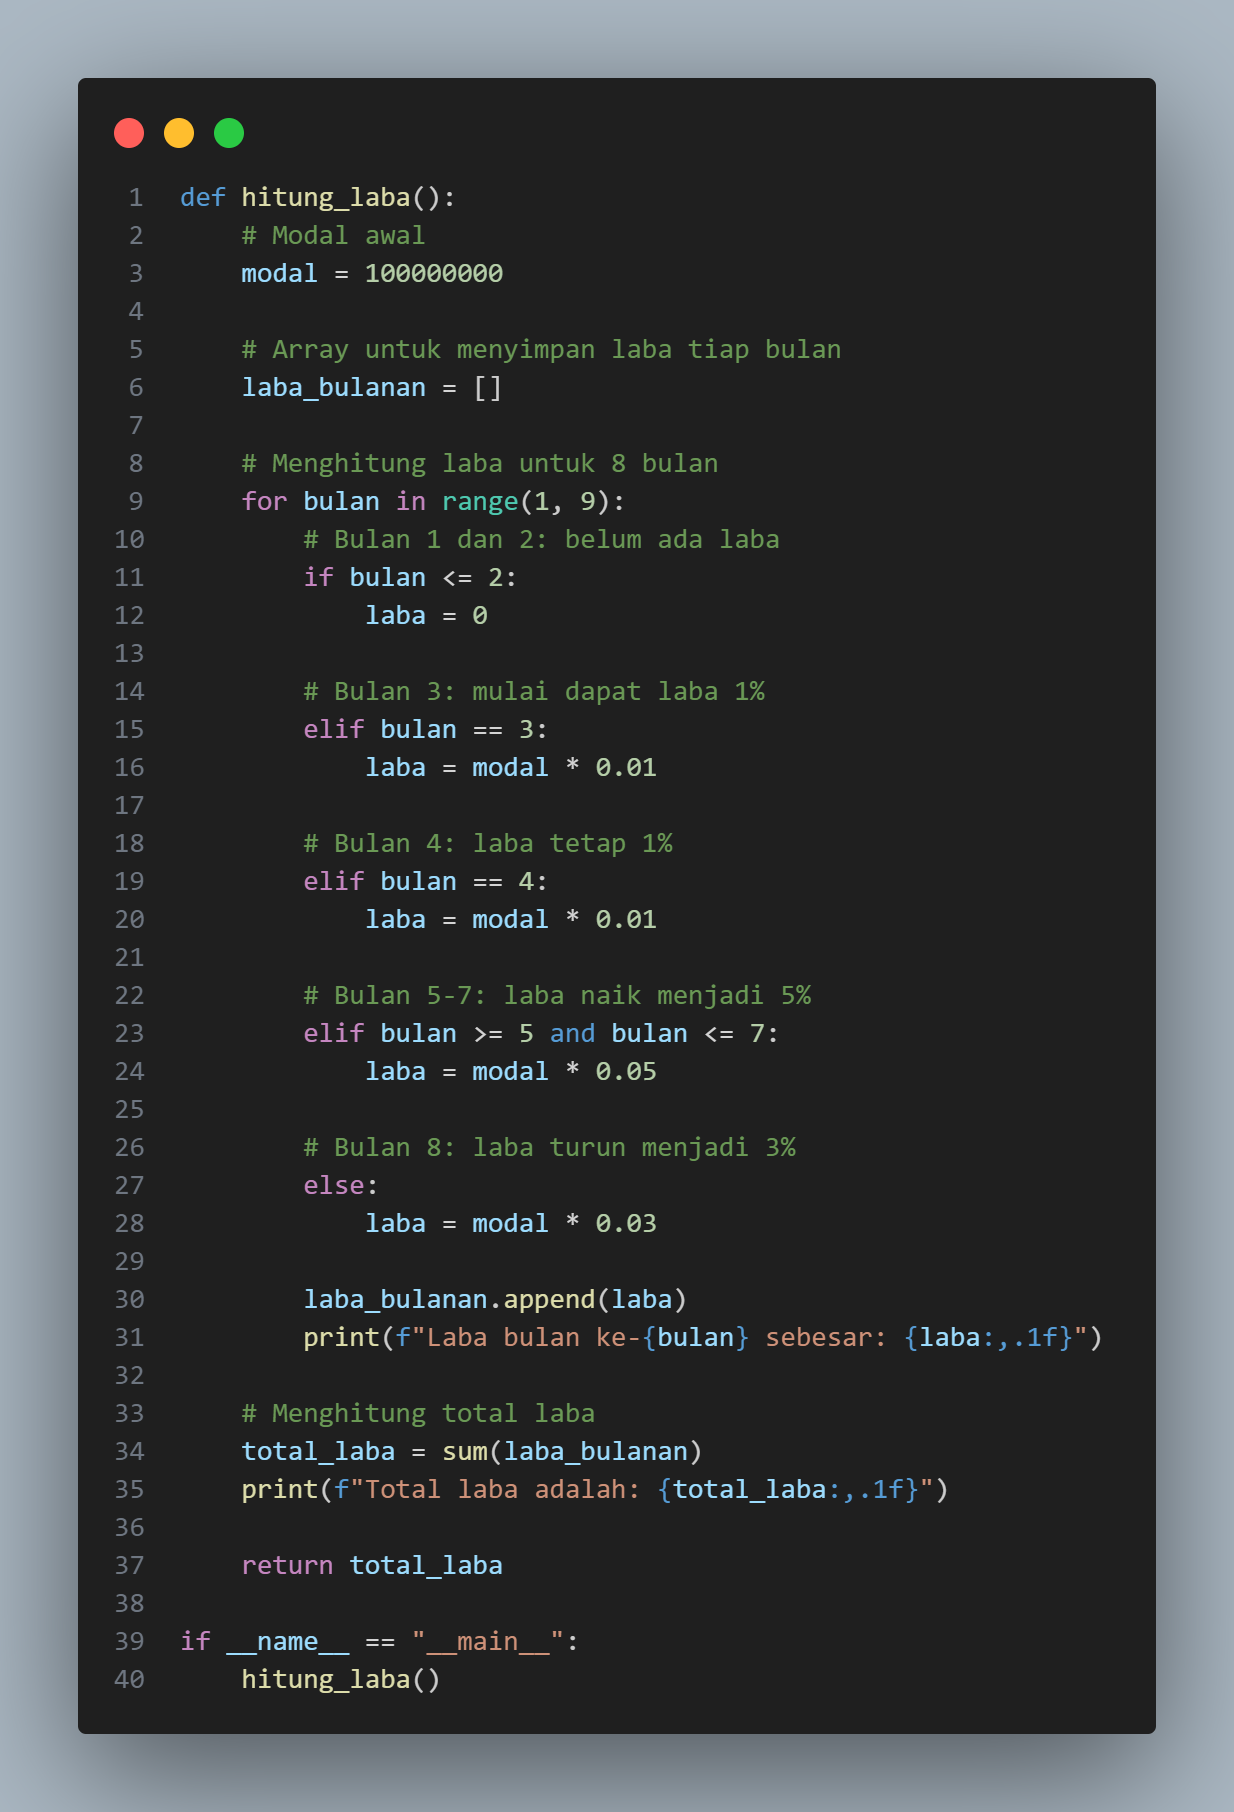 1 def hitung_laba():
2     # Modal awal
3     modal = 100000000
4
5     # Array untuk menyimpan laba tiap bulan
6     laba_bulanan = []
7
8     # Menghitung laba untuk 8 bulan
9     for bulan in range(1, 9):
10         # Bulan 1 dan 2: belum ada laba
11         if bulan <= 2:
12             laba = 0
13
14         # Bulan 3: mulai dapat laba 1%
15         elif bulan == 3:
16             laba = modal * 0.01
17
18         # Bulan 4: laba tetap 1%
19         elif bulan == 4:
20             laba = modal * 0.01
21
22         # Bulan 5-7: laba naik menjadi 5%
23         elif bulan >= 5 and bulan <= 7:
24             laba = modal * 0.05
25
26         # Bulan 8: laba turun menjadi 3%
27         else:
28             laba = modal * 0.03
29
30         laba_bulanan.append(laba)
31         print(f"Laba bulan ke-{bulan} sebesar: {laba:,.1f}")
32
33     # Menghitung total laba
34     total_laba = sum(laba_bulanan)
35     print(f"Total laba adalah: {total_laba:,.1f}")
36
37     return total_laba
38
39 if __name__ == "__main__":
40     hitung_laba()